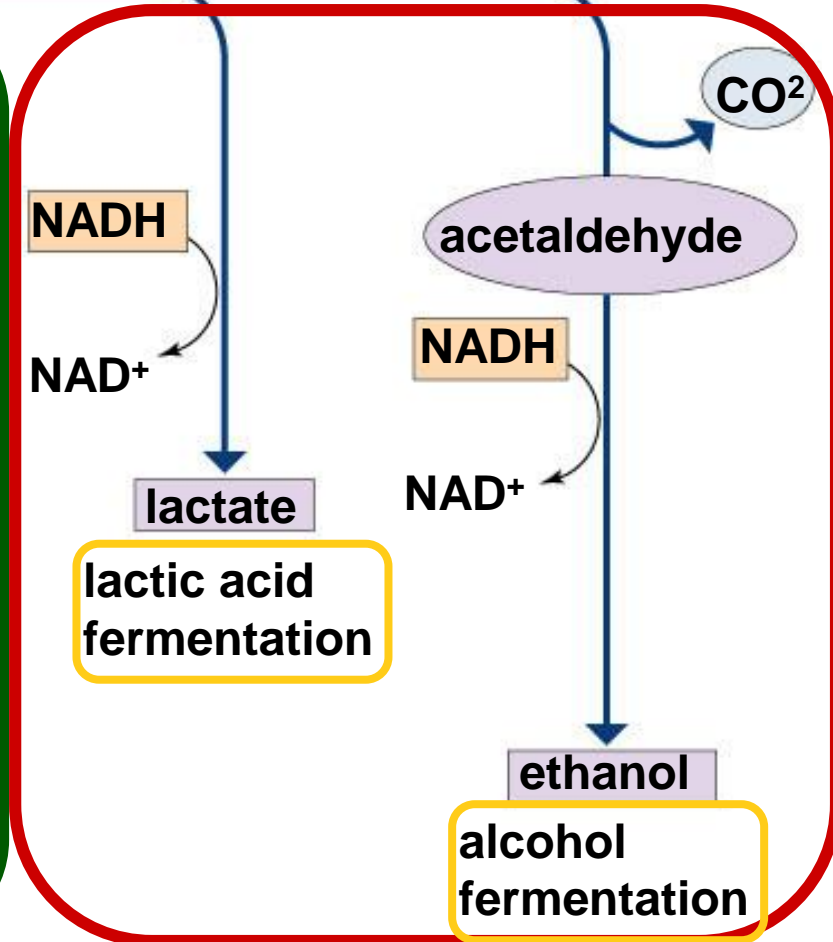 CO²
NADH
acetaldehyde
NADH
NAD⁺
NAD⁺
lactate
lactic acid
fermentation
ethanol
alcohol
fermentation